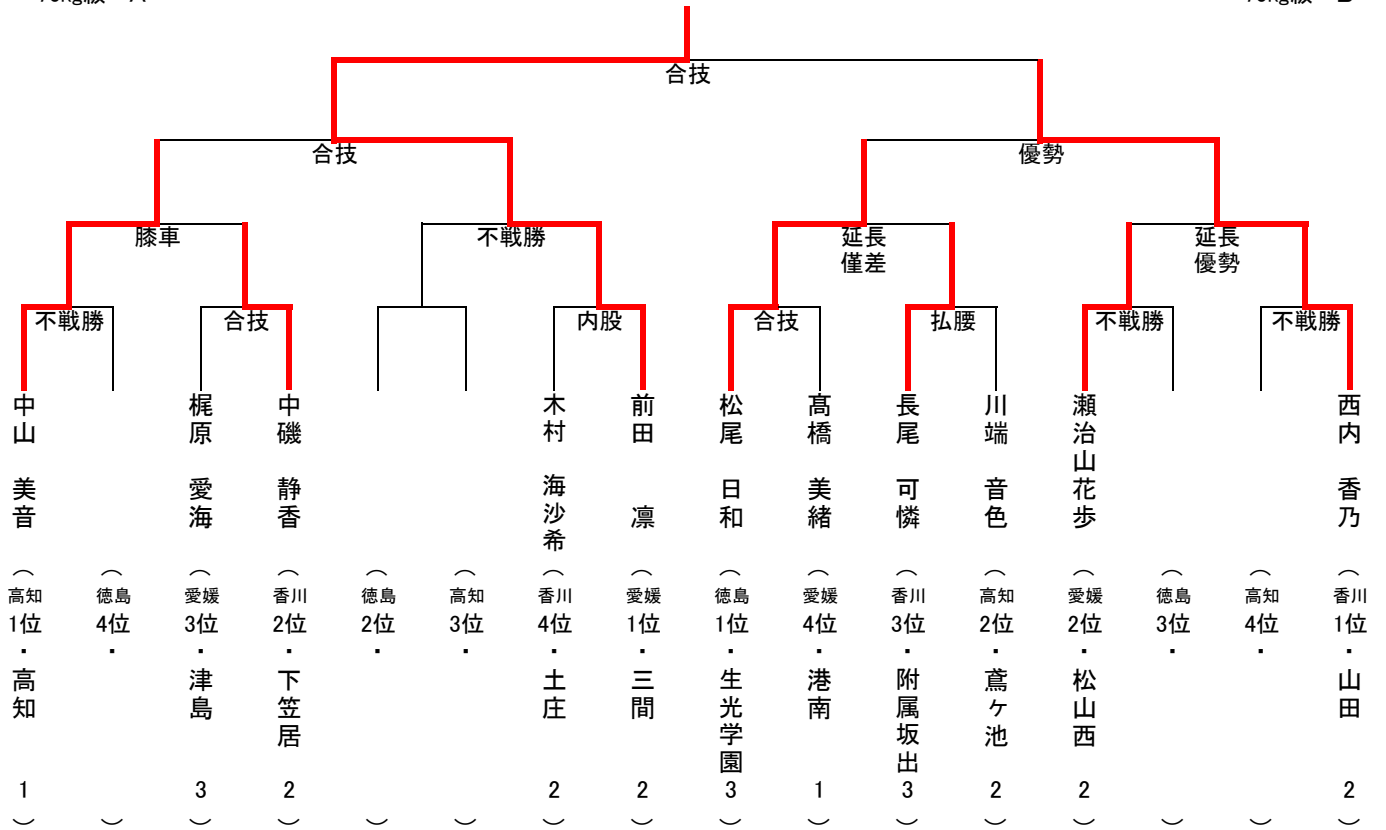 合技
合技
優勢
膝車
不戦勝
延長
僅差
延長
優勢
不戦勝
合技
内股
合技
払腰
不戦勝
不戦勝
中山 美音 （高知1位・高知 1）
（徳島4位・ ）
梶原 愛海 （愛媛3位・津島 3）
中磯 静香 （香川2位・下笠居 2）
（徳島2位・ ）
（高知3位・ ）
木村 海沙希 （香川4位・土庄 2）
前田 凛 （愛媛1位・三間 2）
松尾 日和 （徳島1位・生光学園 3）
髙橋 美緒 （愛媛4位・港南 1）
長尾 可憐 （香川3位・附属坂出 3）
川端 音色 （高知2位・鳶ヶ池 2）
瀬治山花歩 （愛媛2位・松山西 2）
（徳島3位・ ）
（高知4位・ ）
西内 香乃 （香川1位・山田 2）